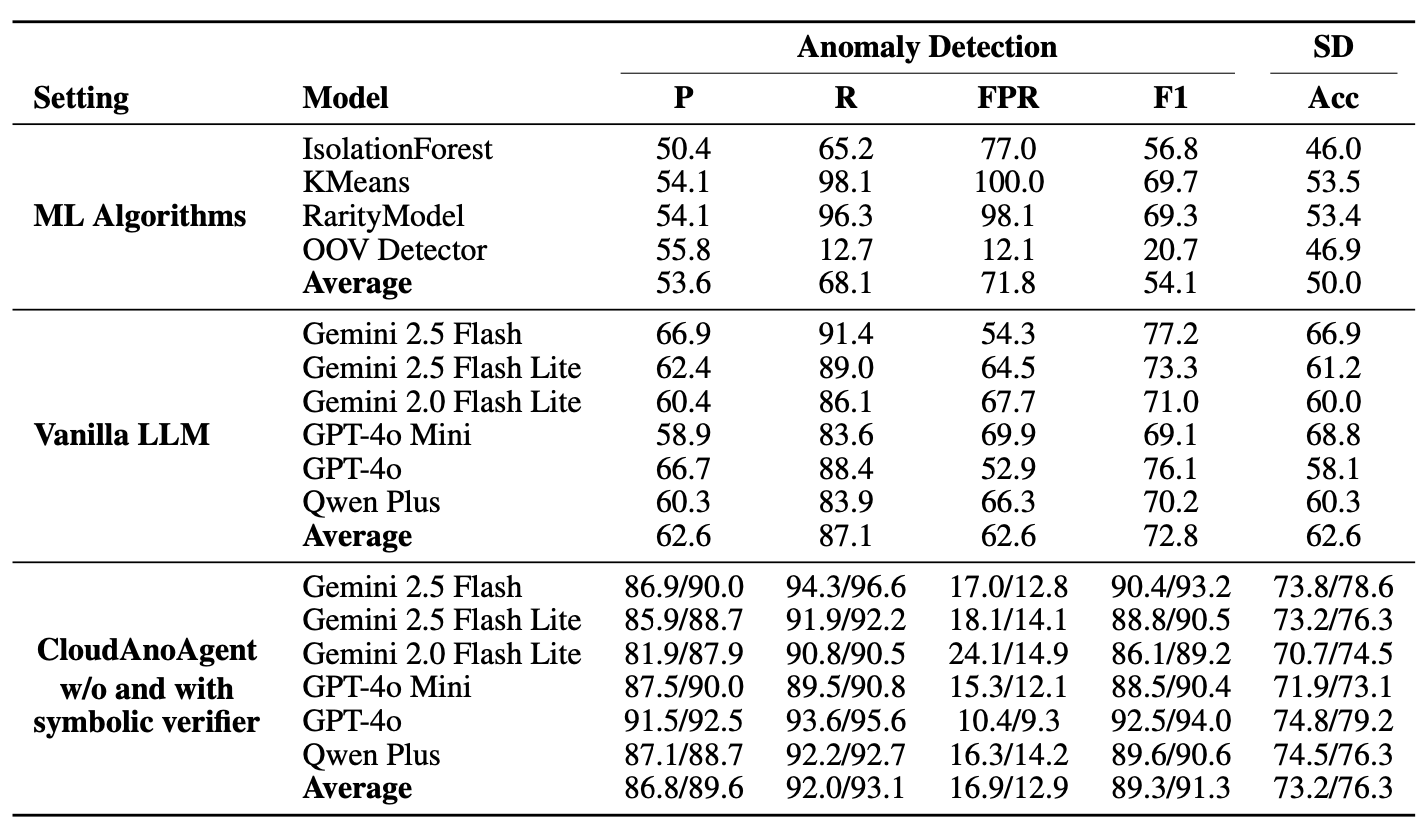 Anomaly Detection SD
Setting Model P R FPR F1 Acc
IsolationForest 50.4 65.2 77.0 56.8 46.0
KMeans 54.1 98.1 100.0 69.7 53.5
ML Algorithms RarityModel 54.1 96.3 98.1 69.3 53.4
OOV Detector 55.8 12.7 12.1 20.7 46.9
Average 53.6 68.1 71.8 54.1 50.0
Gemini 2.5 Flash 66.9 91.4 54.3 77.2 66.9
Gemini 2.5 Flash Lite 62.4 89.0 64.5 73.3 61.2
Gemini 2.0 Flash Lite 60.4 86.1 67.7 71.0 60.0
Vanilla LLM GPT-4o Mini 58.9 83.6 69.9 69.1 68.8
GPT-4o 66.7 88.4 52.9 76.1 58.1
Qwen Plus 60.3 83.9 66.3 70.2 60.3
Average 62.6 87.1 62.6 72.8 62.6
Gemini 2.5 Flash 86.9/90.0 94.3/96.6 17.0/12.8 90.4/93.2 73.8/78.6
Gemini 2.5 Flash Lite 85.9/88.7 91.9/92.2 18.1/14.1 88.8/90.5 73.2/76.3
CloudAnoAgent Gemini 2.0 Flash Lite 81.9/87.9 90.8/90.5 24.1/14.9 86.1/89.2 70.7/74.5
w/o and with GPT-4o Mini 87.5/90.0 89.5/90.8 15.3/12.1 88.5/90.4 71.9/73.1
symbolic verifier GPT-4o 91.5/92.5 93.6/95.6 10.4/9.3 92.5/94.0 74.8/79.2
Qwen Plus 87.1/88.7 92.2/92.7 16.3/14.2 89.6/90.6 74.5/76.3
Average 86.8/89.6 92.0/93.1 16.9/12.9 89.3/91.3 73.2/76.3